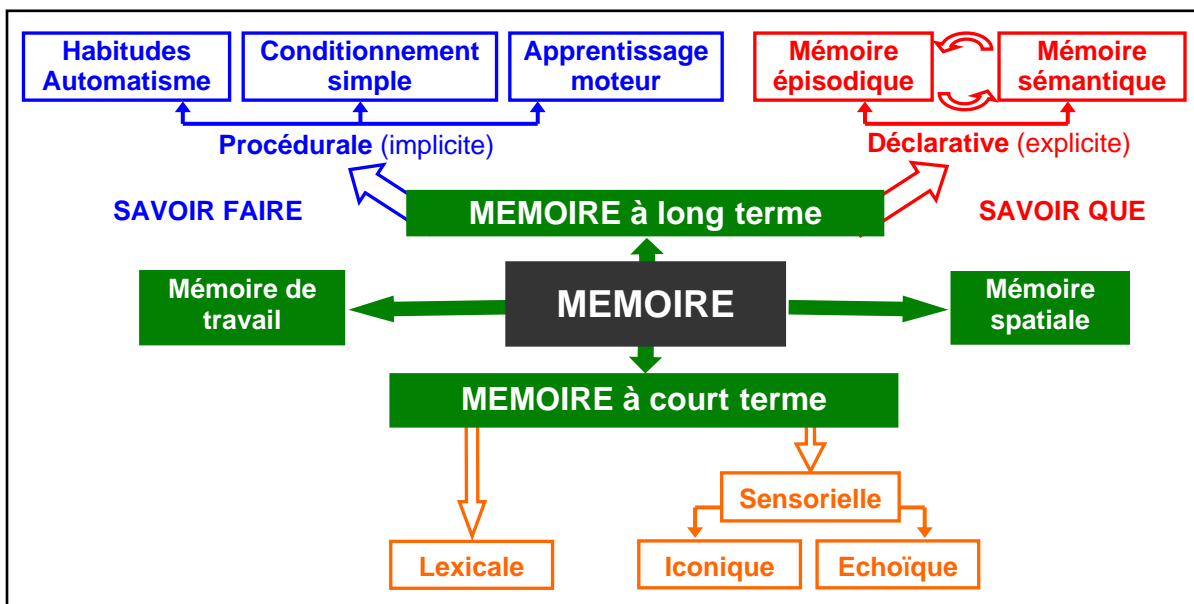 Habitudes
Automatisme
Conditionnement
simple
Apprentissage
moteur
Mémoire
épisodique
Mémoire
sémantique
Procédurale (implicite)
Déclarative (explicite)
SAVOIR FAIRE
MEMOIRE à long terme
SAVOIR QUE
Mémoire de
travail
MEMOIRE
Mémoire
spatiale
MEMOIRE à court terme
Sensorielle
Lexicale
Iconique
Echoïque